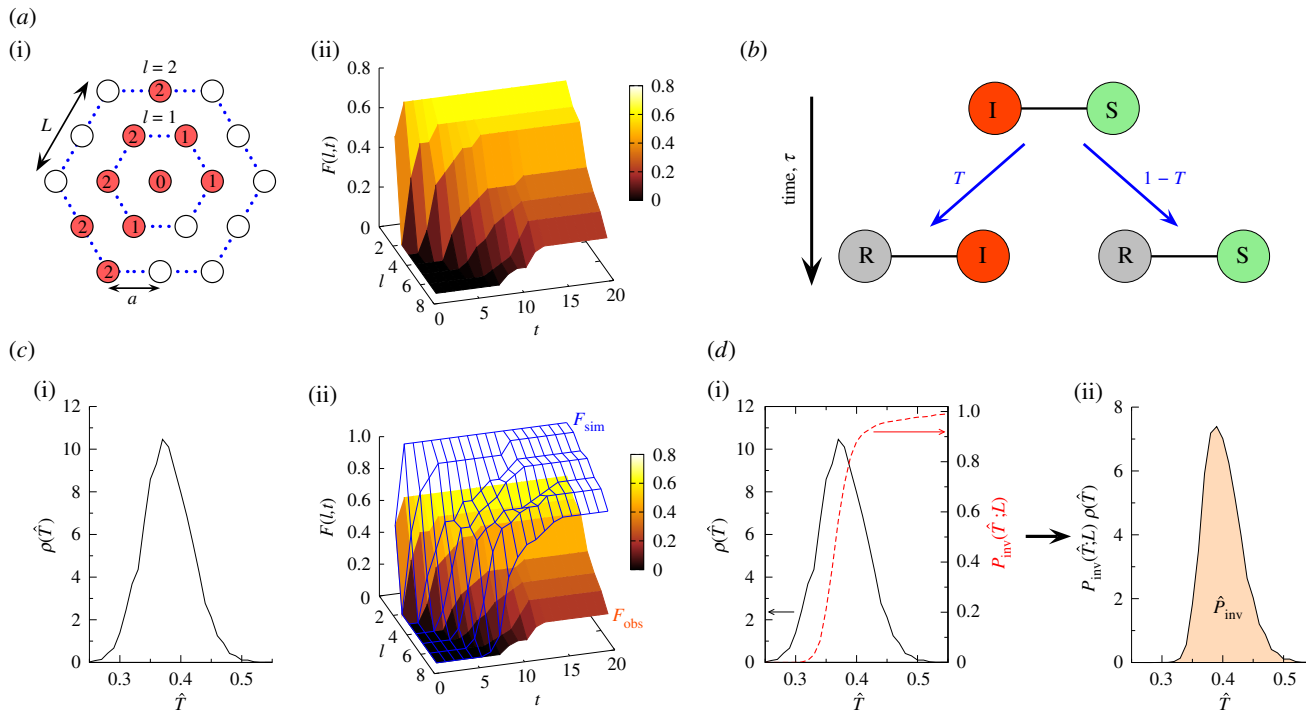 (a)
(i)
l = 2
2
L
l = 1
2 1
2 0 1
2 1
2
a
(ii)
0.8
0.6
0.4
0.2
0
F(l,t)
2
4
6
8
l
0 5 10 15 20
t
0.8
0.6
0.4
0.2
0
(b)
time, τ
I S
T 1 – T
R I R S
(c)
(i)
12
10
8
6
4
2
0
ρ(T̂)
0.3 0.4 0.5
T̂
(ii)
1.0
0.8
0.6
0.4
0.2
0
F(l,t)
F_sim
F_obs
2
4
6
8
l
0 5 10 15 20
t
0.8
0.6
0.4
0.2
0
(d)
(i)
12
10
8
6
4
2
0
ρ(T̂)
0.3 0.4 0.5
T̂
1.0
0.8
0.6
0.4
0.2
0
P_inv(T̂;L)
(ii)
8
6
4
2
0
P_inv(T̂;L) ρ(T̂)
P̂_inv
0.3 0.4 0.5
T̂